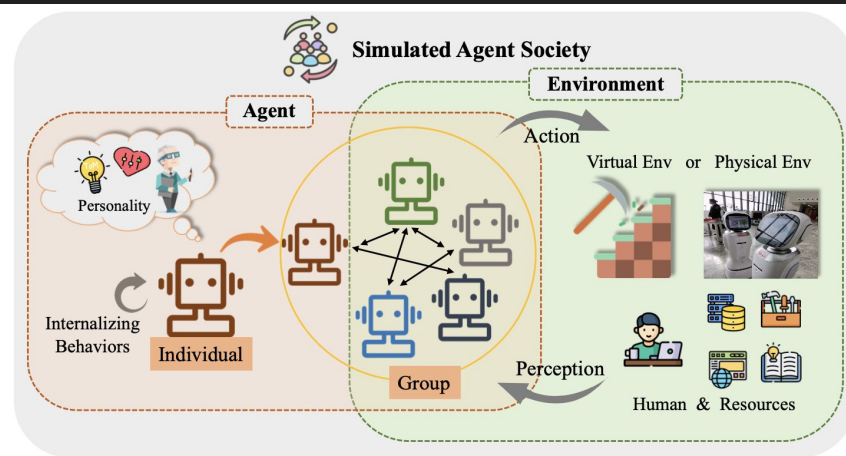 Simulated Agent Society
Environment
Agent
Action
Virtual Env or Physical Env
Personality
Internalizing
Behaviors
Individual
Group
Perception
Human & Resources